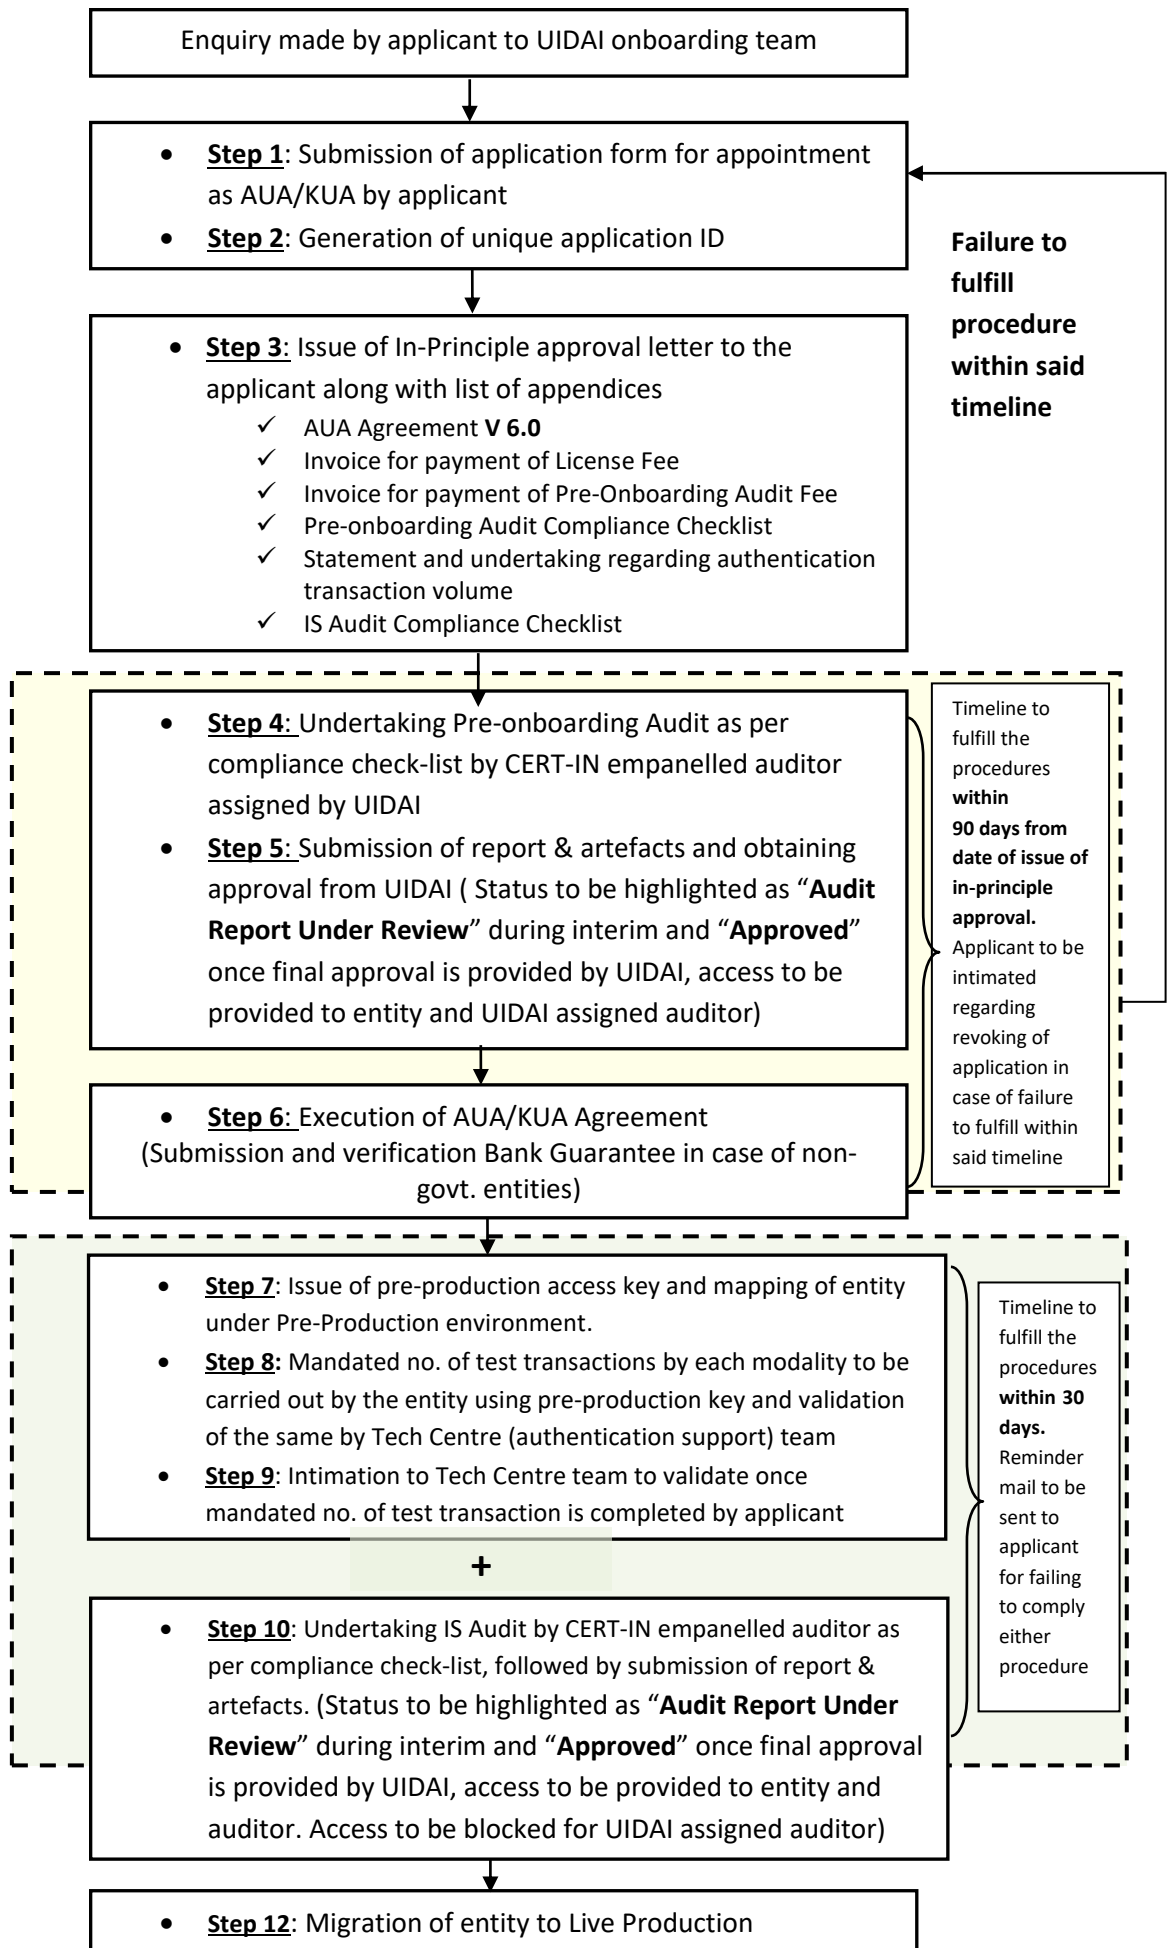 Enquiry made by applicant to UIDAI onboarding team
• Step 1: Submission of application form for appointment
as AUA/KUA by applicant
• Step 2: Generation of unique application ID
Failure to
fulfill
procedure
within said
timeline
• Step 3: Issue of In-Principle approval letter to the
applicant along with list of appendices
✓ AUA Agreement V 6.0
✓ Invoice for payment of License Fee
✓ Invoice for payment of Pre-Onboarding Audit Fee
✓ Pre-onboarding Audit Compliance Checklist
✓ Statement and undertaking regarding authentication
transaction volume
✓ IS Audit Compliance Checklist
• Step 4: Undertaking Pre-onboarding Audit as per
compliance check-list by CERT-IN empanelled auditor
assigned by UIDAI
• Step 5: Submission of report & artefacts and obtaining
approval from UIDAI ( Status to be highlighted as “Audit
Report Under Review” during interim and “Approved”
once final approval is provided by UIDAI, access to be
provided to entity and UIDAI assigned auditor)
Timeline to
fulfill the
procedures
within
90 days from
date of issue of
in-principle
approval.
Applicant to be
intimated
regarding
revoking of
application in
case of failure
to fulfill within
said timeline
• Step 6: Execution of AUA/KUA Agreement
(Submission and verification Bank Guarantee in case of non-
govt. entities)
• Step 7: Issue of pre-production access key and mapping of entity
under Pre-Production environment.
• Step 8: Mandated no. of test transactions by each modality to be
carried out by the entity using pre-production key and validation
of the same by Tech Centre (authentication support) team
• Step 9: Intimation to Tech Centre team to validate once
mandated no. of test transaction is completed by applicant
+
Timeline to
fulfill the
procedures
within 30
days.
Reminder
mail to be
sent to
applicant
for failing
to comply
either
procedure
• Step 10: Undertaking IS Audit by CERT-IN empanelled auditor as
per compliance check-list, followed by submission of report &
artefacts. (Status to be highlighted as “Audit Report Under
Review” during interim and “Approved” once final approval
is provided by UIDAI, access to be provided to entity and
auditor. Access to be blocked for UIDAI assigned auditor)
• Step 12: Migration of entity to Live Production